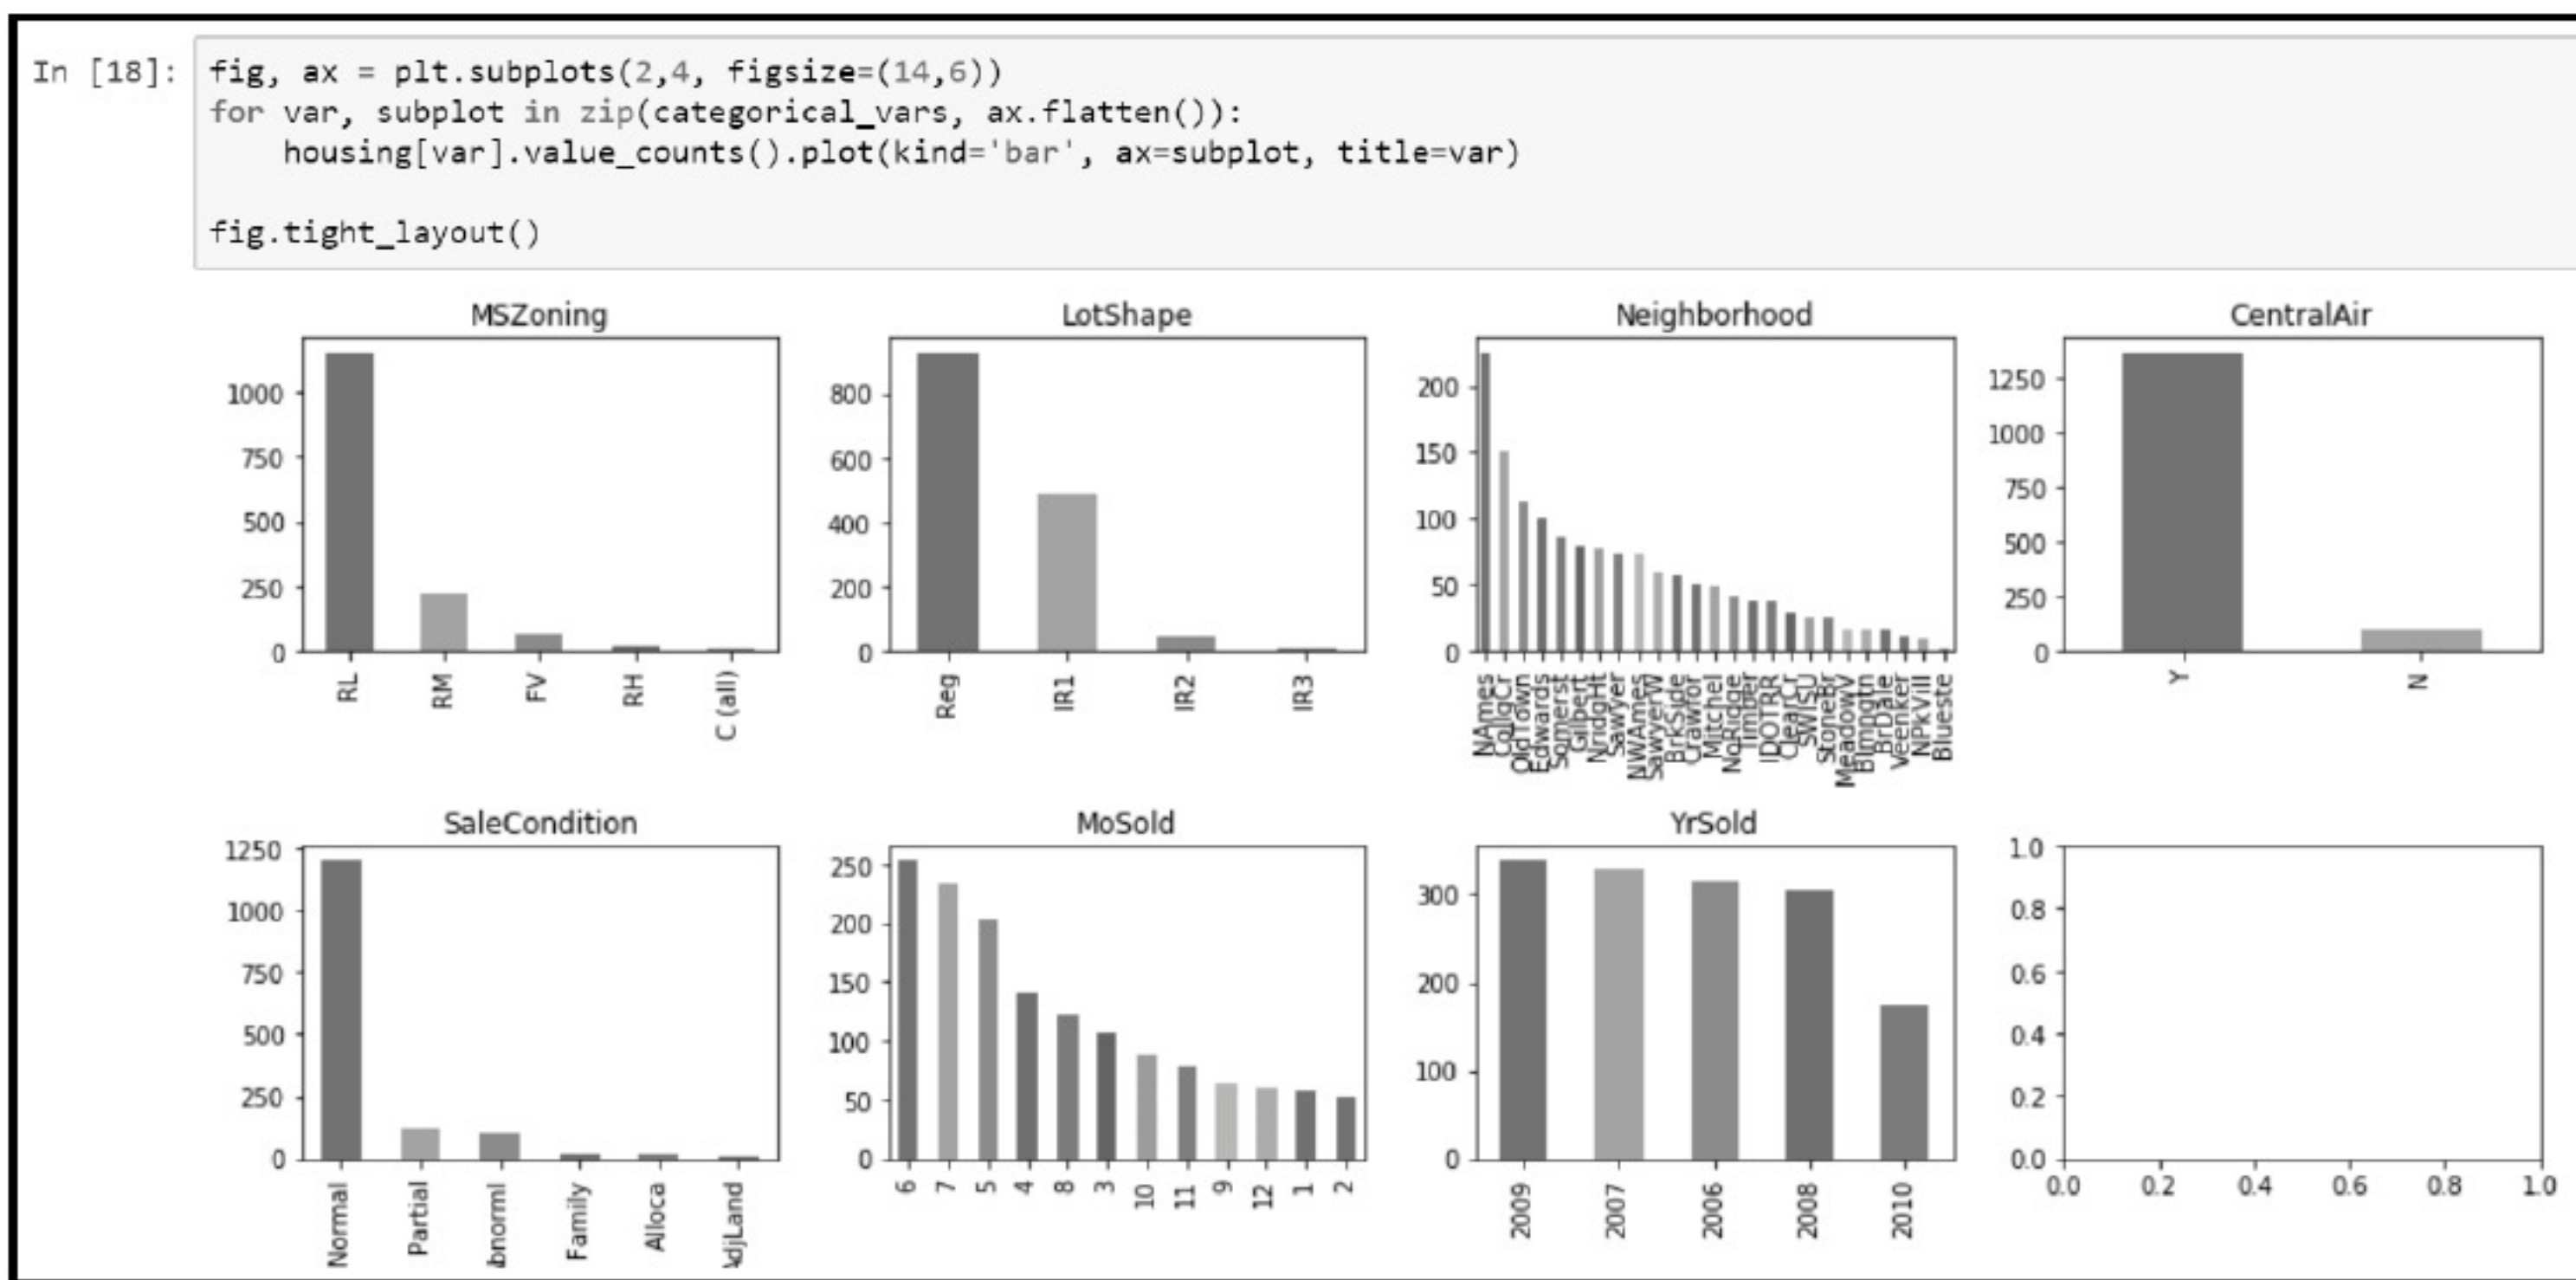 In [18]: fig, ax = plt.subplots(2,4, figsize=(14,6))
for var, subplot in zip(categorical_vars, ax.flatten()):
    housing[var].value_counts().plot(kind='bar', ax=subplot, title=var)
fig.tight_layout()
MSZoning
1000
750
500
250
0
RL RM FV RH C (all)
LotShape
800
600
400
200
0
Reg IR1 IR2 IR3
Neighborhood
200
150
100
50
0
NAmes CollgCr OldTown Edwards Somerst Gilbert NridgHt Sawyer NWAmes SawyerW BrkSide Crawfor Mitchel NoRidge Timber IDOTRR ClearCr SWISU StoneBr MeadowV Blmngtn BrDale Veenker NPkVill Blueste
CentralAir
1250
1000
750
500
250
0
Y N
SaleCondition
1250
1000
750
500
250
0
Normal Partial bnorml Family Alloca AdjLand
MoSold
250
200
150
100
50
0
6 7 5 4 8 3 10 11 9 12 1 2
YrSold
300
200
100
0
2009 2007 2006 2008 2010
1.0
0.8
0.6
0.4
0.2
0.0
0.0 0.2 0.4 0.6 0.8 1.0